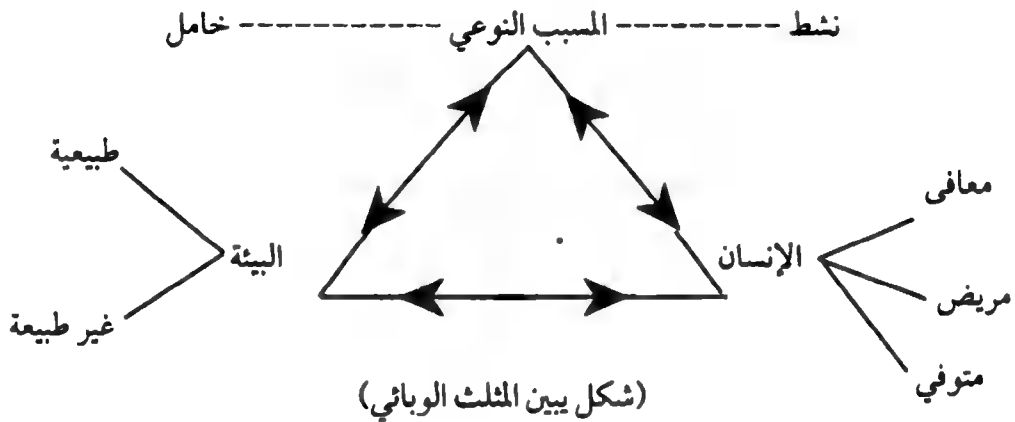 نشط --------- المسبب النوعي --------- خامل
طبيعية
معافى
البيئة
الإنسان
مريض
غير طبيعة
متوفي
(شكل يبين المثلث الوبائي)